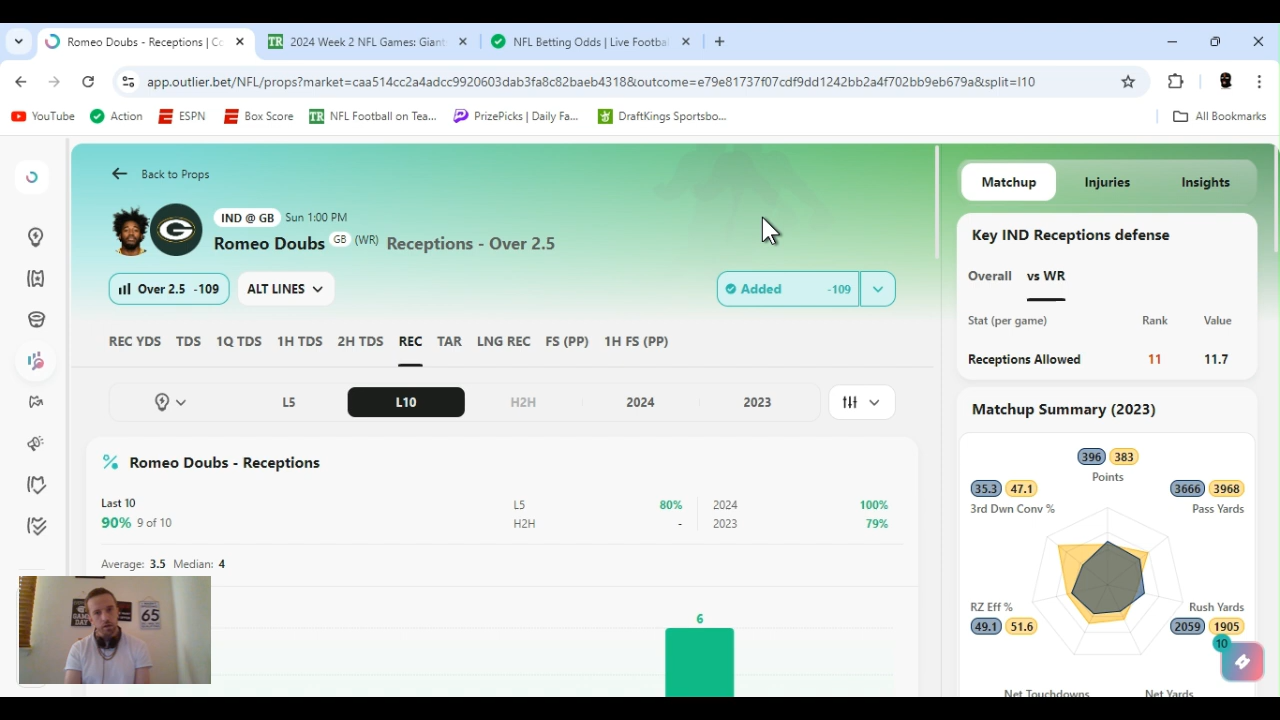 Romeo Doubs - Receptions | Co
2024 Week 2 NFL Games: Giant
NFL Betting Odds | Live Footba
app.outlier.bet/NFL/props?market=caa514cc2a4adcc9920603dab3fa8c82baeb4318&outcome=e79e81737f07cdf9dd1242bb2a4f702bb9eb679a&split=l10
YouTube
Action
ESPN
Box Score
NFL Football on Tea...
PrizePicks | Daily Fa...
DraftKings Sportsbo...
All Bookmarks
Back to Props
IND @ GB Sun 1:00 PM
Romeo Doubs GB (WR) Receptions - Over 2.5
Over 2.5 -109
ALT LINES
Added -109
REC YDS TDS 1Q TDS 1H TDS 2H TDS REC TAR LNG REC FS (PP) 1H FS (PP)
L5 L10 H2H 2024 2023
Romeo Doubs - Receptions
Last 10
90% 9 of 10
L5 80% 2024 100%
H2H - 2023 79%
Average: 3.5 Median: 4
6
GAME
DAY
65
Matchup Injuries Insights
Key IND Receptions defense
Overall vs WR
Stat (per game) Rank Value
Receptions Allowed 11 11.7
Matchup Summary (2023)
396 383
Points
35.3 47.1
3rd Dwn Conv %
3666 3968
Pass Yards
RZ Eff %
49.1 51.6
Rush Yards
2059 1905
10
Net Touchdowns Net Yards